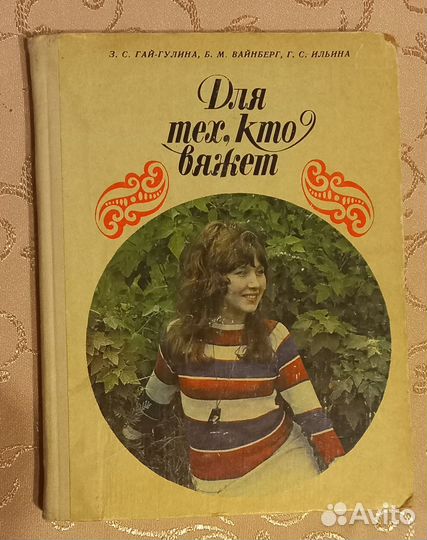 З. С. ГАЙ-ГУЛИНА, Б. М. ВАЙНБЕРГ, Г. С. ИЛЬИНА
Для
тех, кто
вяжет
Avito